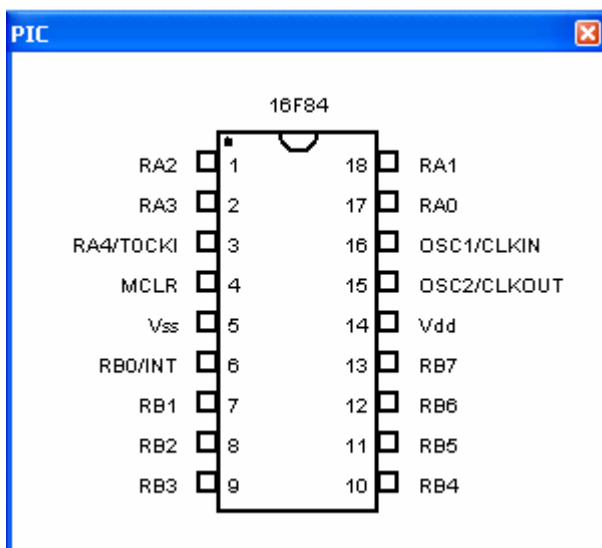 PIC
16F84
RA2 1 18 RA1
RA3 2 17 RA0
RA4/T0CKI 3 16 OSC1/CLKIN
MCLR 4 15 OSC2/CLKOUT
Vss 5 14 Vdd
RB0/INT 6 13 RB7
RB1 7 12 RB6
RB2 8 11 RB5
RB3 9 10 RB4